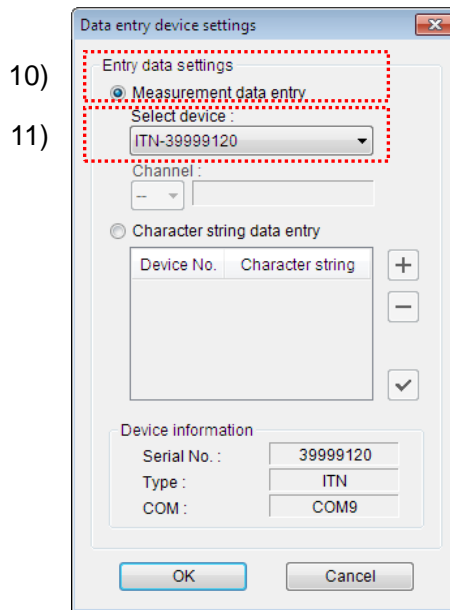 Data entry device settings
10)
Entry data settings
Measurement data entry
11)
Select device :
ITN-39999120
Channel :
--
Character string data entry
Device No. Character string
Device information
Serial No. : 39999120
Type : ITN
COM : COM9
OK Cancel